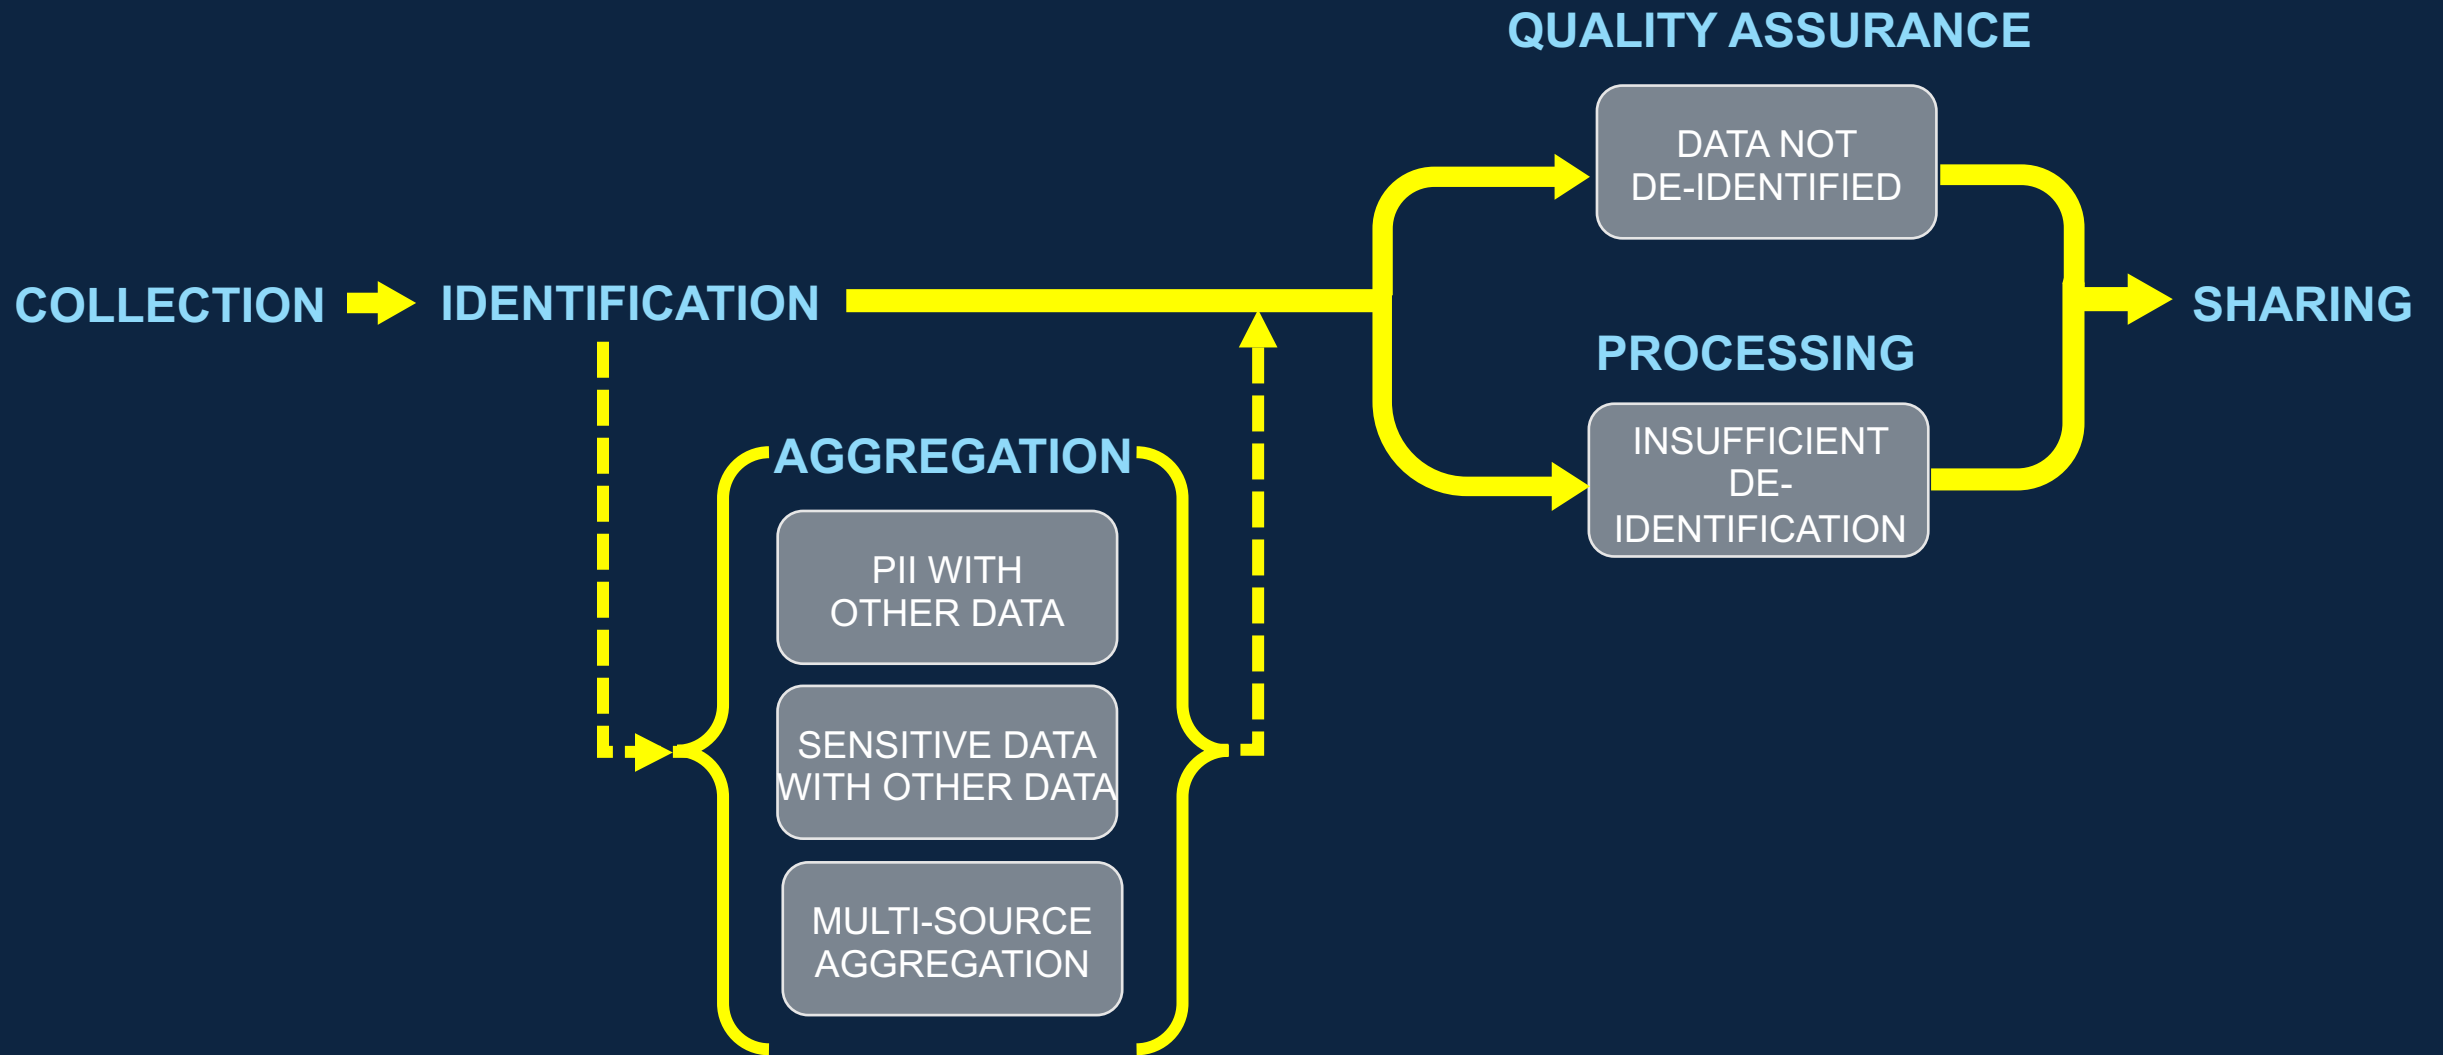 QUALITY ASSURANCE
DATA NOT
DE-IDENTIFIED
COLLECTION
IDENTIFICATION
SHARING
PROCESSING
INSUFFICIENT
DE-
IDENTIFICATION
AGGREGATION
PII WITH
OTHER DATA
SENSITIVE DATA
WITH OTHER DATA
MULTI-SOURCE
AGGREGATION